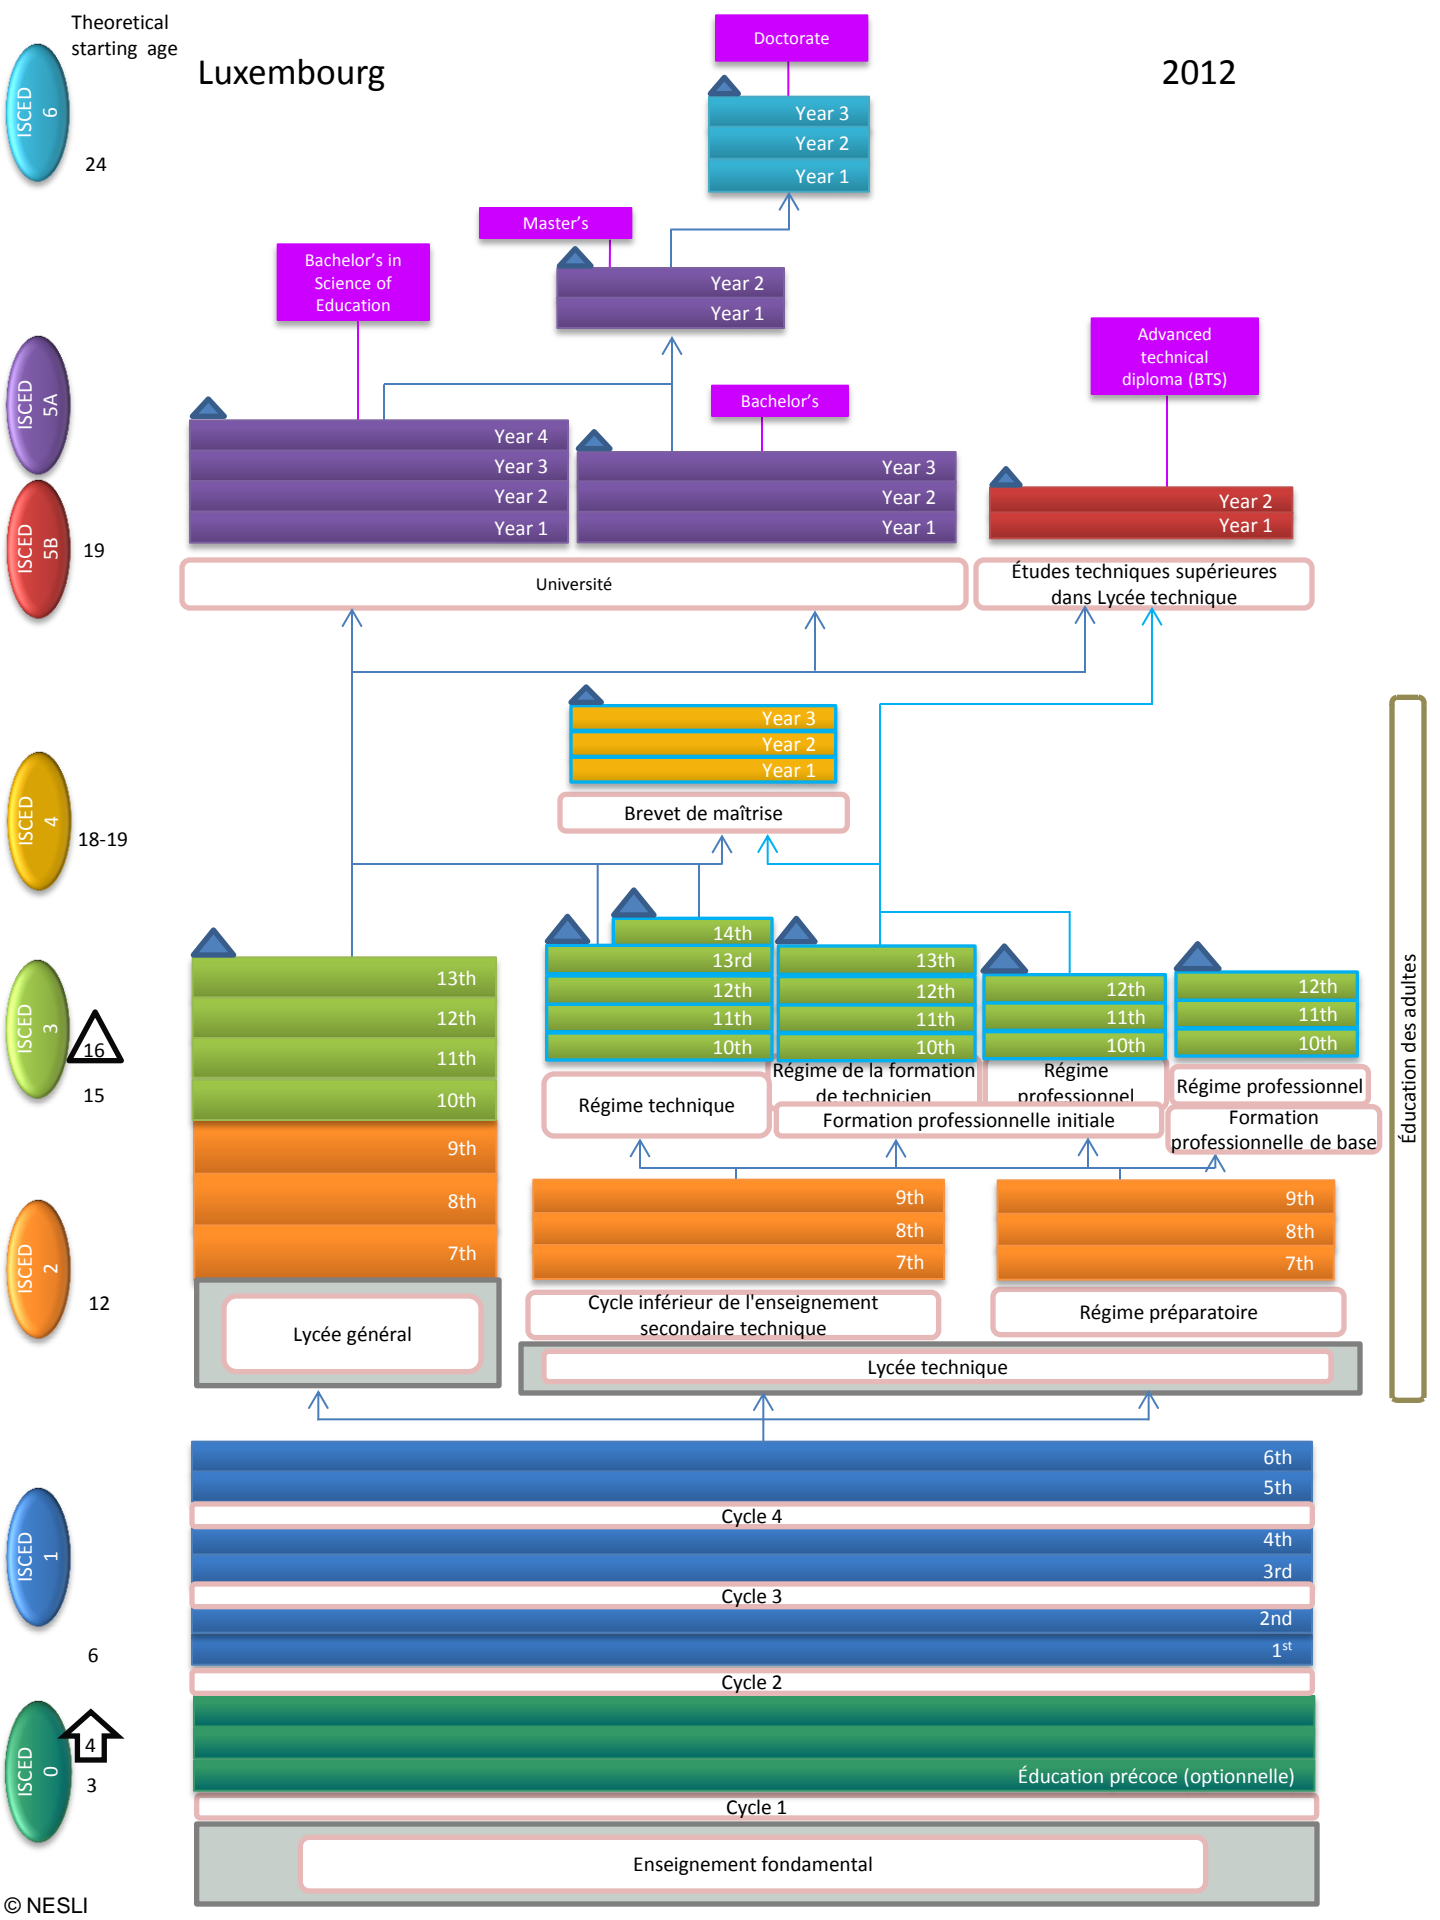 Theoretical
starting age
Luxembourg
2012
Doctorate
ISCED
6
Year 3
Year 2
Year 1
24
Master's
Bachelor's in
Science of
Education
Year 2
Year 1
Advanced
technical
diploma (BTS)
ISCED
5A
Bachelor's
Year 4
Year 3
Year 2
Year 1
Year 3
Year 2
Year 1
Year 2
Year 1
ISCED
5B
19
Université
Études techniques supérieures
dans Lycée technique
Year 3
Year 2
Year 1
Brevet de maîtrise
ISCED
4
18-19
13th
12th
11th
10th
14th
13rd
12th
11th
10th
13th
12th
11th
10th
12th
11th
10th
12th
11th
10th
ISCED
3
16
15
Régime technique
Régime de la formation
de technicien
Régime
professionnel
Formation professionnelle initiale
Régime professionnel
Formation
professionnelle de base
Éducation des adultes
9th
8th
7th
9th
8th
7th
9th
8th
7th
ISCED
2
12
Lycée général
Cycle inférieur de l'enseignement
secondaire technique
Régime préparatoire
Lycée technique
6th
5th
Cycle 4
4th
3rd
Cycle 3
2nd
1st
Cycle 2
ISCED
1
6
ISCED
0
4
3
Éducation précoce (optionnelle)
Cycle 1
Enseignement fondamental
© NESLI